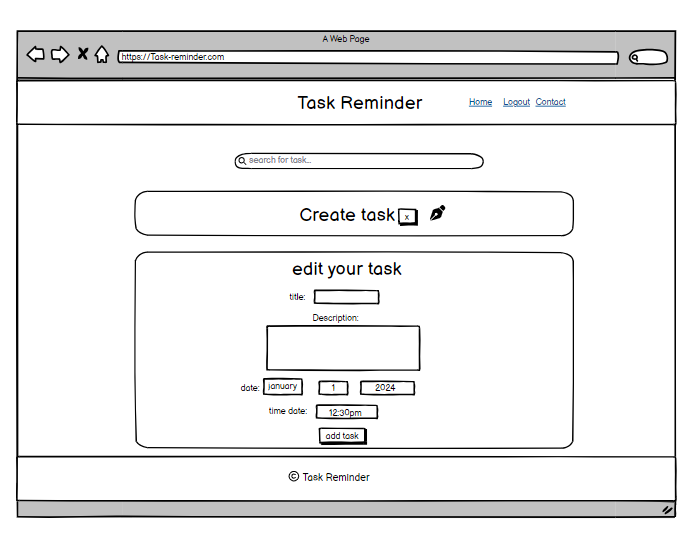 A Web Page
https://Task-reminder.com
Task Reminder Home Logout Contact
search for task...
Create task x
edit your task
title:
Description:
date: january 1 2024
time date: 12:30pm
add task
© Task Reminder